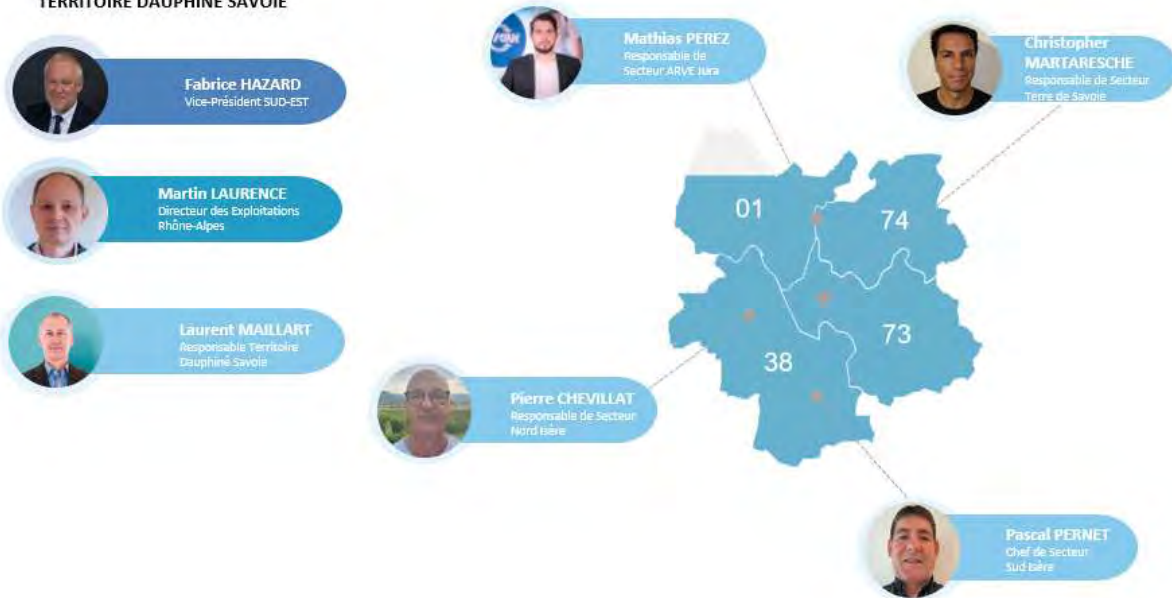 TERRITOIRE DAUPHINÉ SAVOIE
Fabrice HAZARD
Vice-Président SUD-EST
Martin LAURENCE
Directeur des Exploitations
Rhône-Alpes
Laurent MAILLART
Responsable Territoire
Dauphiné Savoie
Mathias PEREZ
Responsable de
Secteur ARVE Jura
Christopher
MARTARESCHE
Responsable de Secteur
Terre de Savoie
01
74
73
38
Pierre CHEVILLAT
Responsable de Secteur
Nord Isère
Pascal PERNET
Chef de Secteur
Sud Isère